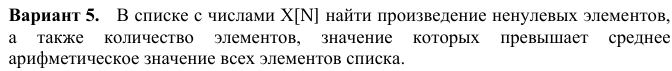 Вариант 5. В списке с числами X[N] найти произведение ненулевых элементов,
а также количество элементов, значение которых превышает среднее
арифметическое значение всех элементов списка.